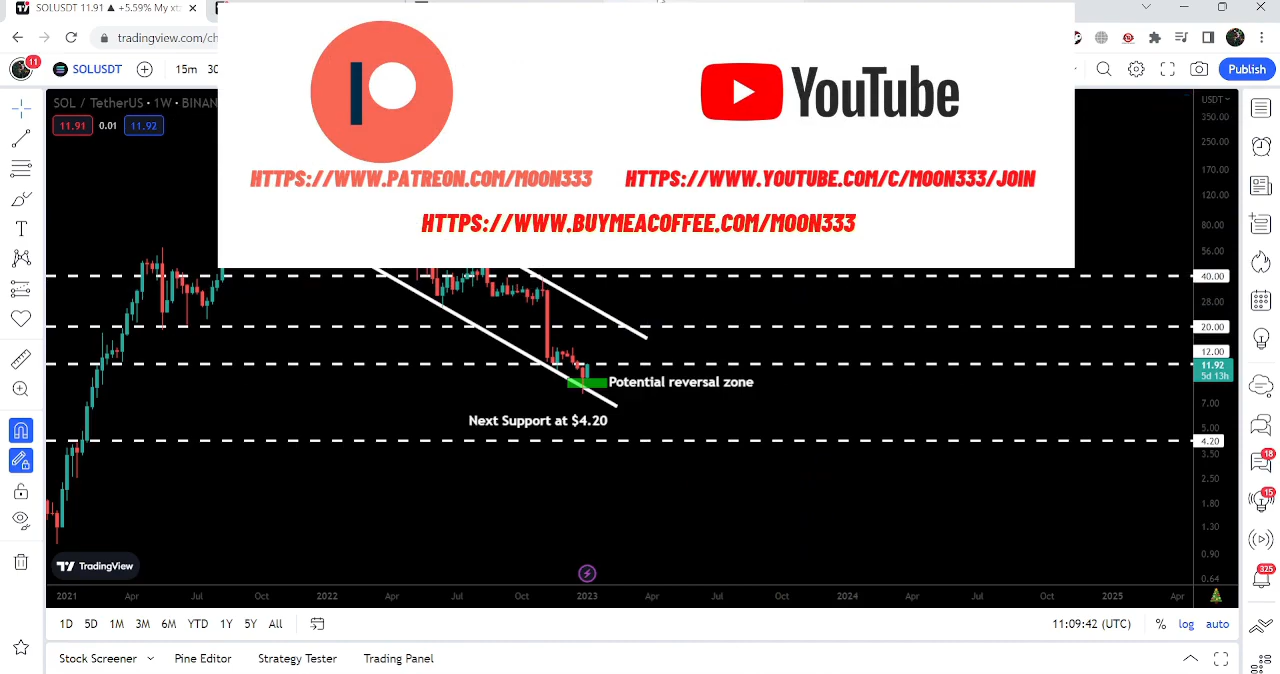 SOLUSDT 11.91 ▲ +5.59% My x
tradingview.com/ch
11
SOLUSDT
15m
Publish
SOL / TetherUS • 1W • BINAN
11.91 0.01 11.92
YouTube
HTTPS://WWW.PATREON.COM/MOON333
HTTPS://WWW.YOUTUBE.COM/C/MOON333/JOIN
HTTPS://WWW.BUYMEACOFFEE.COM/MOON333
USDT
350.00
250.00
170.00
120.00
80.00
56.00
40.00
28.00
20.00
12.00
11.92
5d 13h
7.00
5.00
4.20
3.50
2.50
1.80
1.30
0.90
0.64
Potential reversal zone
Next Support at $4.20
TradingView
18
15
325
2021 Apr Jul Oct 2022 Apr Jul Oct 2023 Apr Jul Oct 2024 Apr Jul Oct 2025 Apr
1D 5D 1M 3M 6M YTD 1Y 5Y All
11:09:42 (UTC) % log auto
Stock Screener Pine Editor Strategy Tester Trading Panel